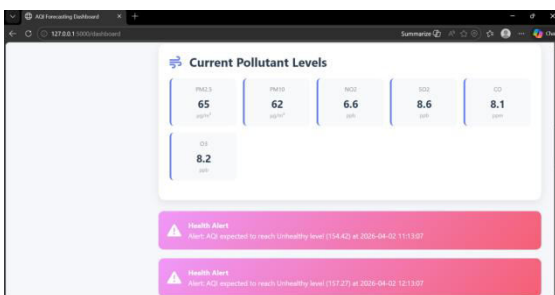 AQI Forecasting Dashboard
127.0.0.1:5000/dashboard
Summarize
Current Pollutant Levels
PM2.5 PM10 NO2 SO2 CO
65 62 6.6 8.6 8.1
µg/m³ µg/m³ ppb ppb ppm
O3
8.2
ppb
Health Alert
Alert: AQI expected to reach Unhealthy level (154.42) at 2026-04-02 11:13:07
Health Alert
Alert: AQI expected to reach Unhealthy level (157.27) at 2026-04-02 12:13:07